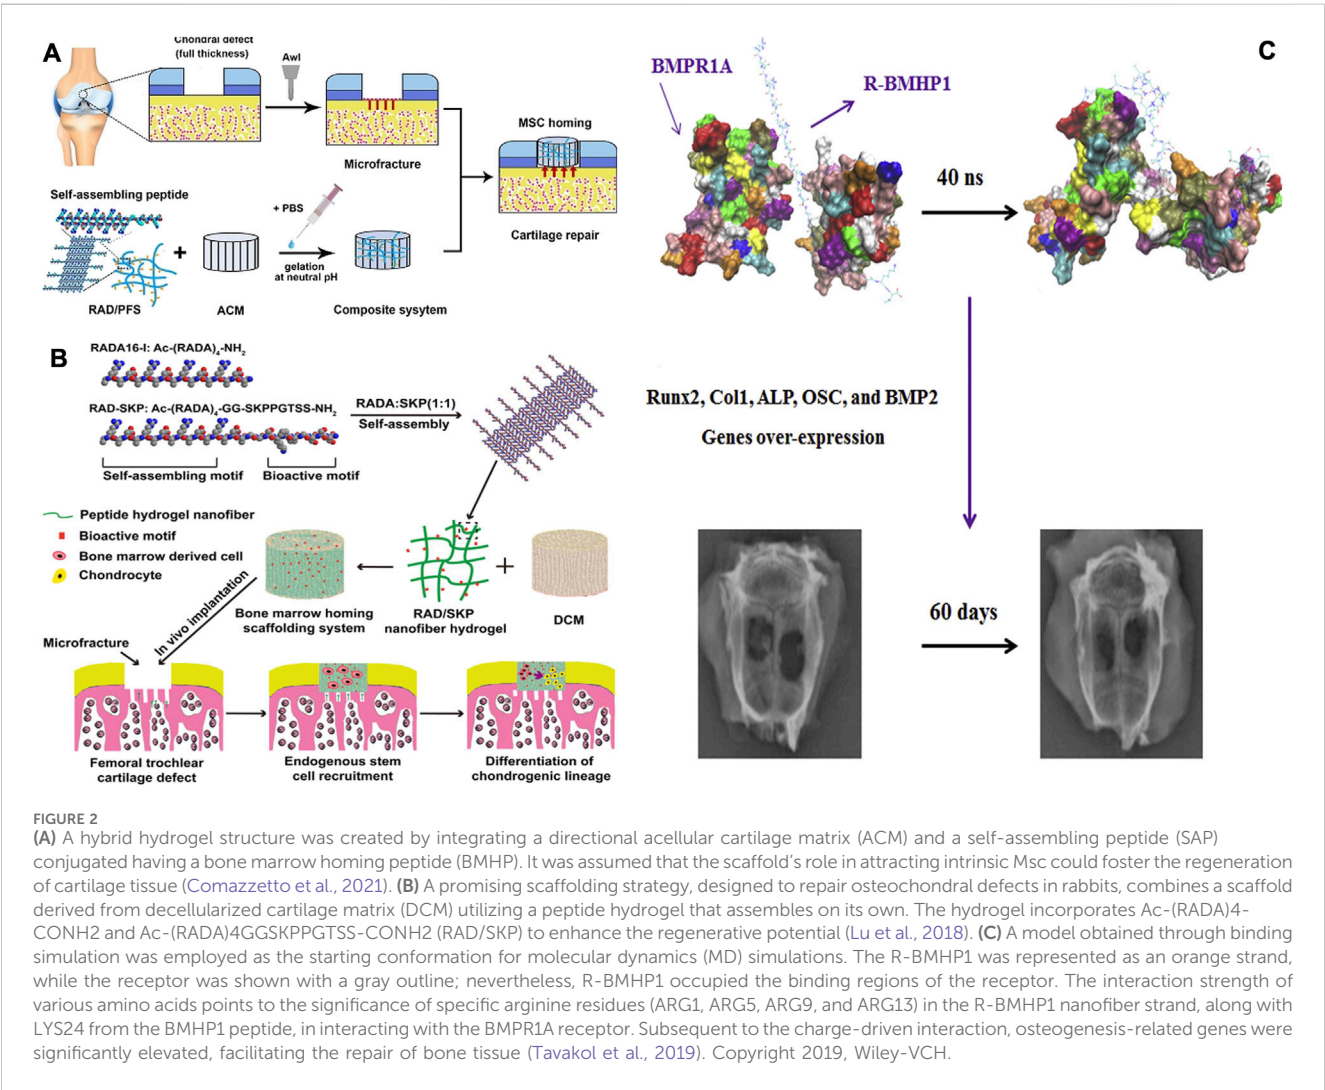 A
Chondral defect
(full thickness)
Awl
Microfracture
MSC homing
Cartilage repair
Self-assembling peptide
+ PBS
+
gelation
at neutral pH
RAD/PFS
ACM
Composite sysytem
B
RADA16-I: Ac-(RADA)4-NH2
RAD-SKP: Ac-(RADA)4-GG-SKPPGTSS-NH2
Self-assembling motif
Bioactive motif
RADA:SKP(1:1)
Self-assembly
Peptide hydrogel nanofiber
Bioactive motif
Bone marrow derived cell
Chondrocyte
Bone marrow homing
scaffolding system
RAD/SKP
nanofiber hydrogel
+
DCM
In vivo implantation
Microfracture
Femoral trochlear
cartilage defect
Endogenous stem
cell recruitment
Differentiation of
chondrogenic lineage
C
BMPR1A
R-BMHP1
40 ns
Runx2, Col1, ALP, OSC, and BMP2
Genes over-expression
60 days
FIGURE 2
(A) A hybrid hydrogel structure was created by integrating a directional acellular cartilage matrix (ACM) and a self-assembling peptide (SAP)
conjugated having a bone marrow homing peptide (BMHP). It was assumed that the scaffold's role in attracting intrinsic Msc could foster the regeneration
of cartilage tissue (Comazzetto et al., 2021). (B) A promising scaffolding strategy, designed to repair osteochondral defects in rabbits, combines a scaffold
derived from decellularized cartilage matrix (DCM) utilizing a peptide hydrogel that assembles on its own. The hydrogel incorporates Ac-(RADA)4-
CONH2 and Ac-(RADA)4GGSKPPGTSS-CONH2 (RAD/SKP) to enhance the regenerative potential (Lu et al., 2018). (C) A model obtained through binding
simulation was employed as the starting conformation for molecular dynamics (MD) simulations. The R-BMHP1 was represented as an orange strand,
while the receptor was shown with a gray outline; nevertheless, R-BMHP1 occupied the binding regions of the receptor. The interaction strength of
various amino acids points to the significance of specific arginine residues (ARG1, ARG5, ARG9, and ARG13) in the R-BMHP1 nanofiber strand, along with
LYS24 from the BMHP1 peptide, in interacting with the BMPR1A receptor. Subsequent to the charge-driven interaction, osteogenesis-related genes were
significantly elevated, facilitating the repair of bone tissue (Tavakol et al., 2019). Copyright 2019, Wiley-VCH.